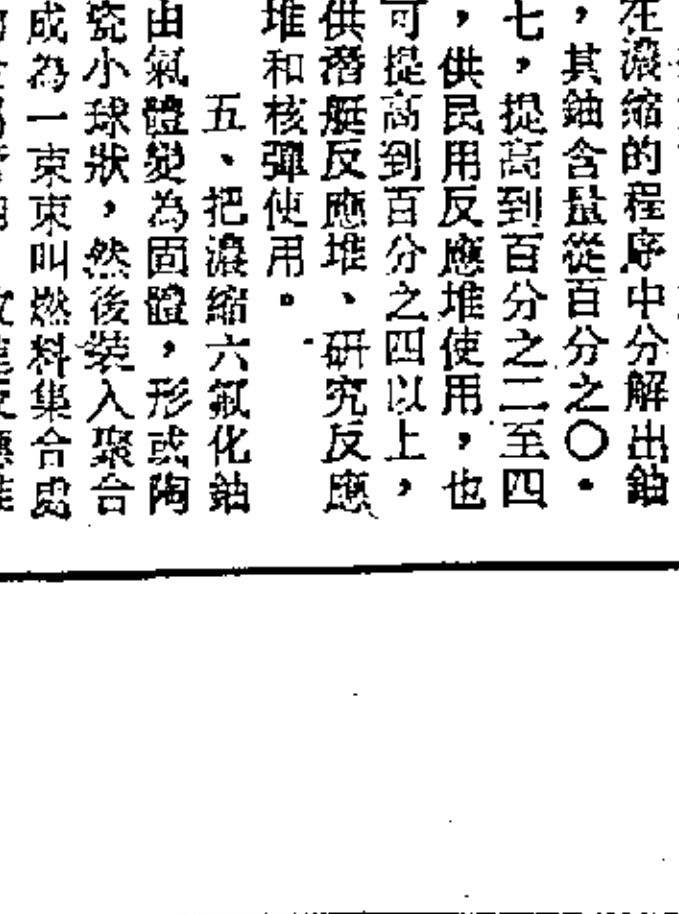 在濃缩的程序中分解出鈾
，其鈾含量從百分之〇·
七，提高到百分之二至四
，供民用反應堆使用，也
可提高到百分之四以上，
供潛艇反應堆、研究反應
堆和核彈使用。
五、把濃缩六氟化鈾
由氣體變為固體，形或陶
瓷小球狀，然後裝入聚合
成為一束束叫燃料集合成